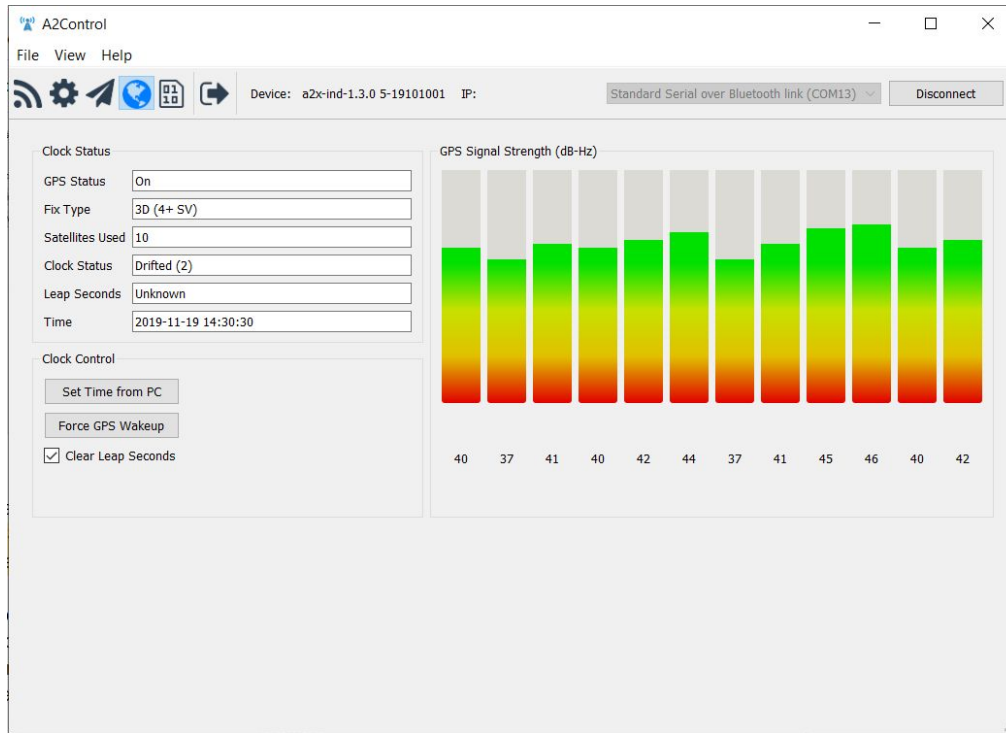 A2Control
File View Help
Device: a2x-ind-1.3.0 5-19101001 IP: Standard Serial over Bluetooth link (COM13) Disconnect
Clock Status
GPS Status On
Fix Type 3D (4+ SV)
Satellites Used 10
Clock Status Drifted (2)
Leap Seconds Unknown
Time 2019-11-19 14:30:30
Clock Control
Set Time from PC
Force GPS Wakeup
Clear Leap Seconds
GPS Signal Strength (dB-Hz)
40 37 41 40 42 44 37 41 45 46 40 42